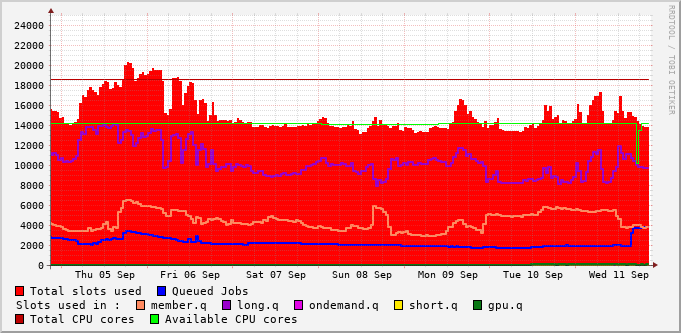 RRDTOOL / TOBI OETIKER
24000
22000
20000
18000
16000
14000
12000
10000
8000
6000
4000
2000
0
Thu 05 Sep Fri 06 Sep Sat 07 Sep Sun 08 Sep Mon 09 Sep Tue 10 Sep Wed 11 Sep
Total slots used Queued Jobs
Slots used in : member.q long.q ondemand.q short.q gpu.q
Total CPU cores Available CPU cores